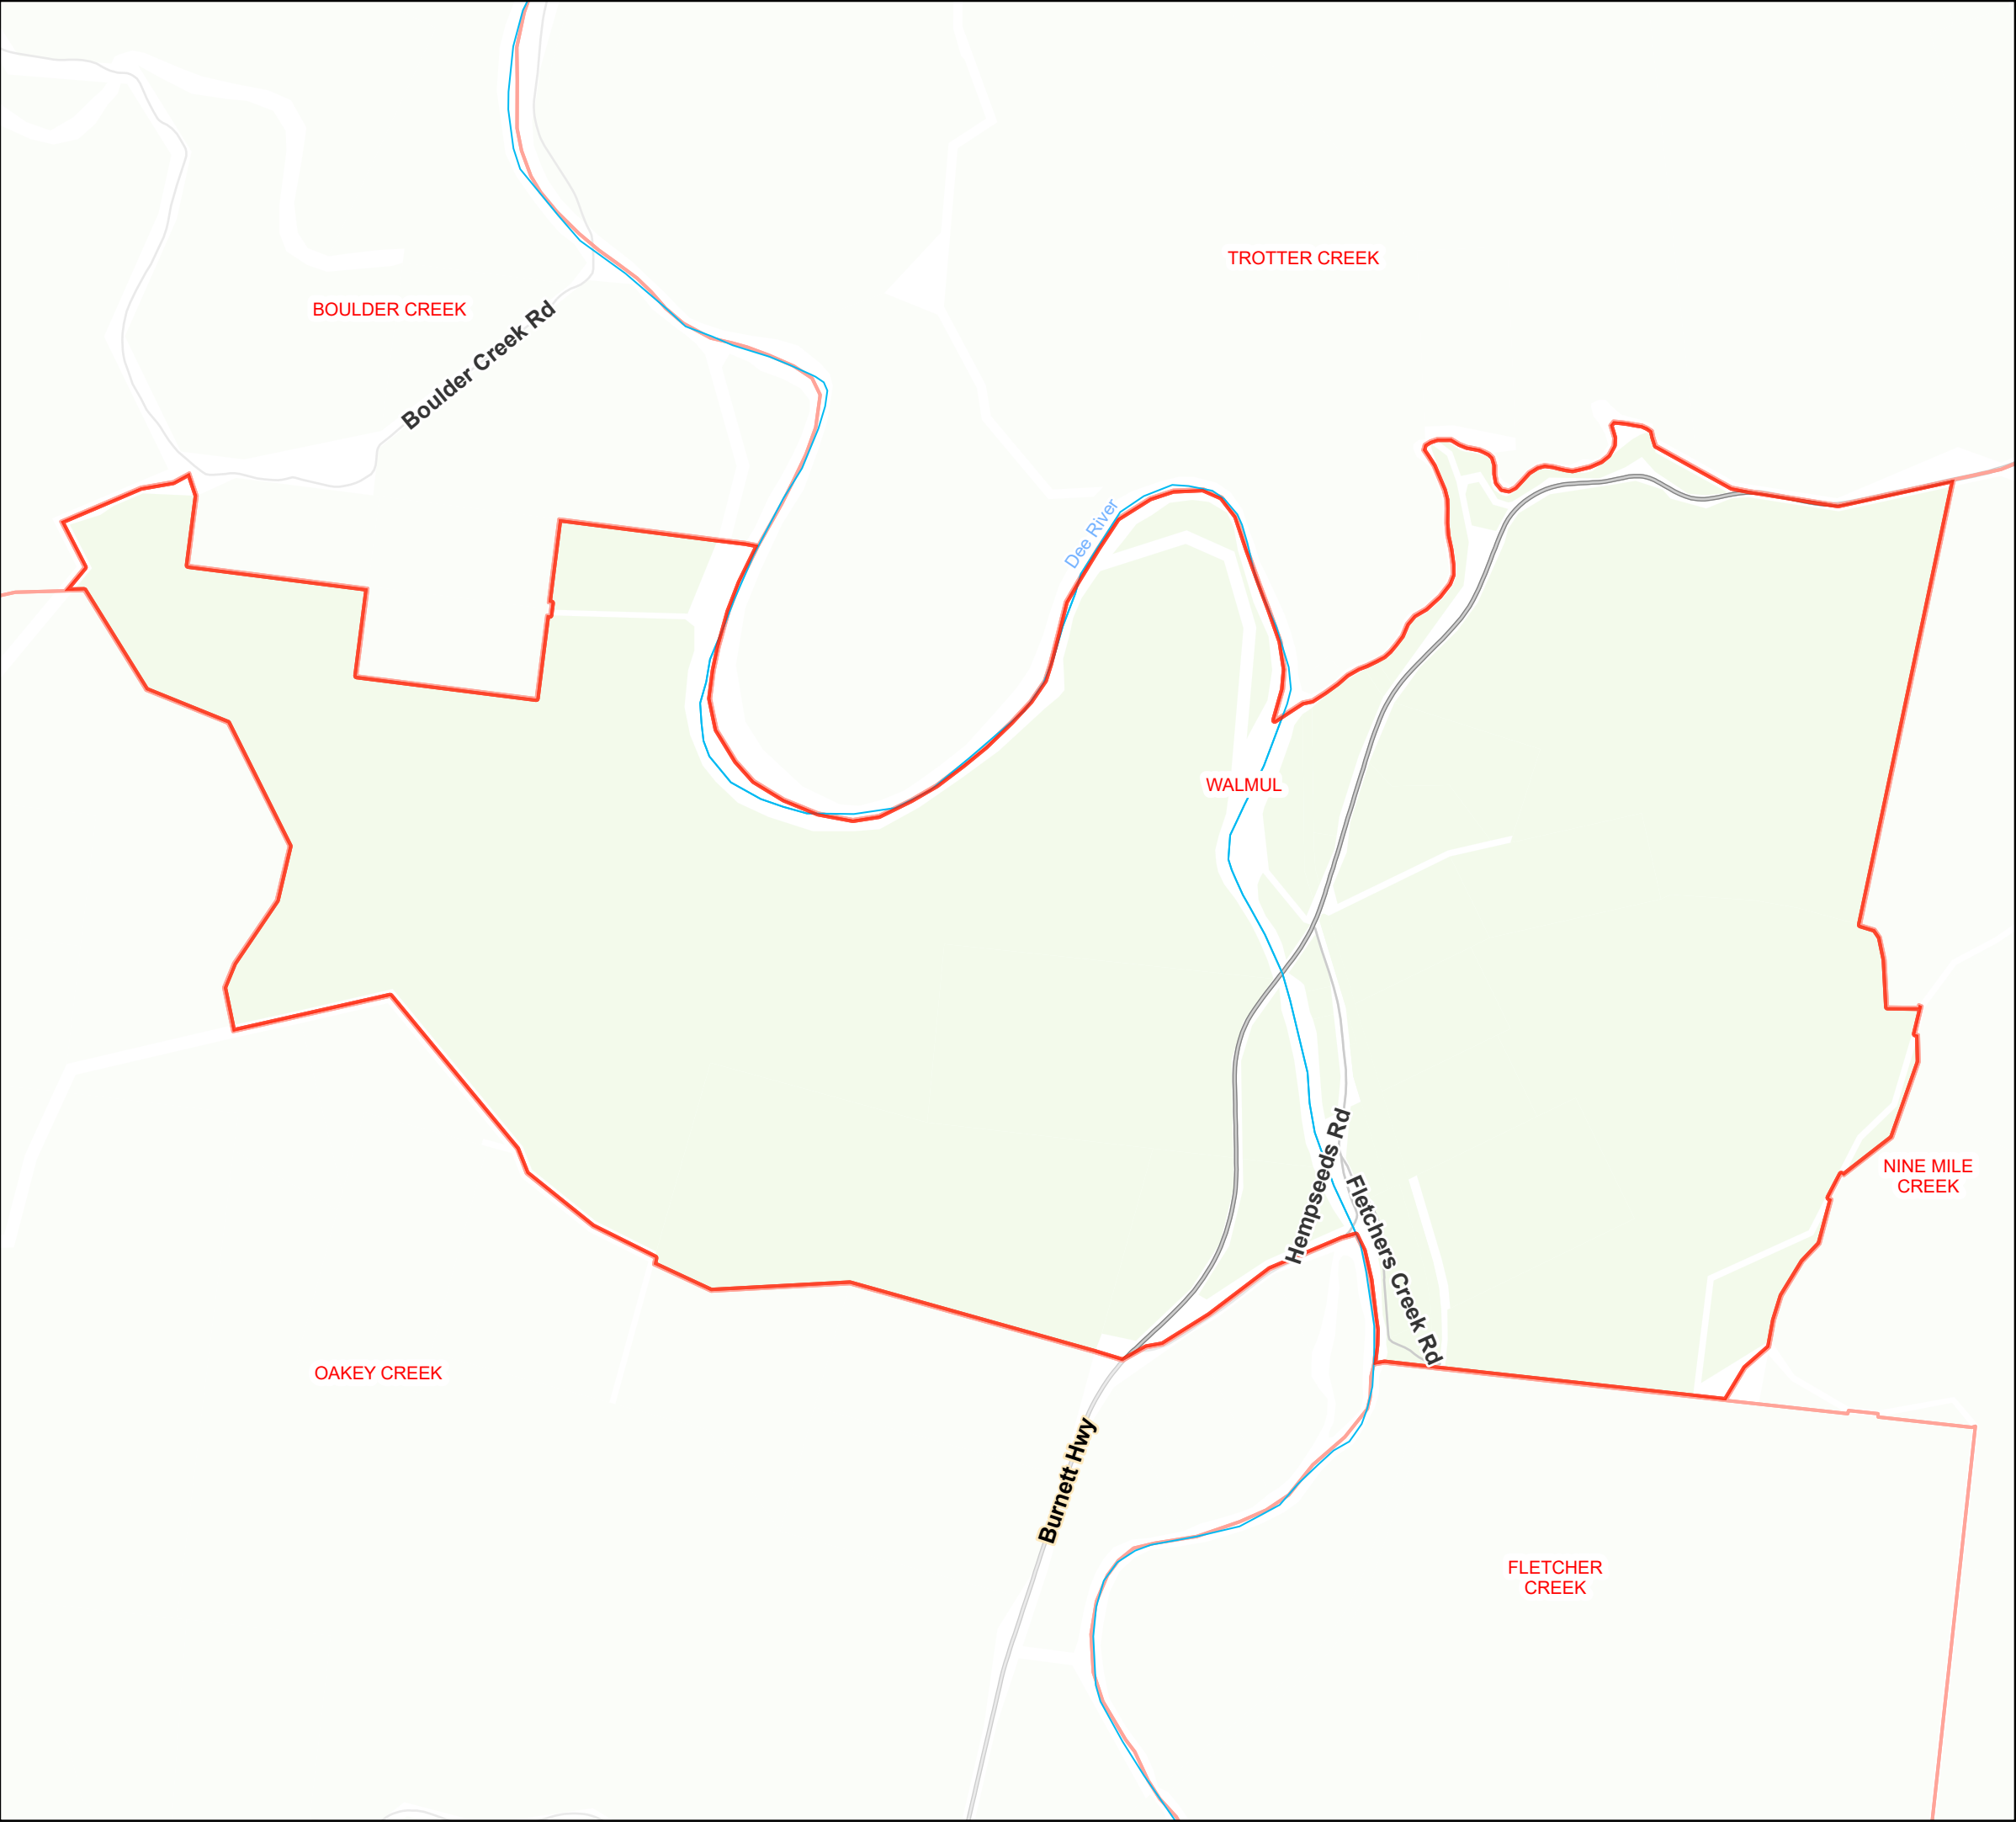 TROTTER CREEK
BOULDER CREEK
Boulder Creek Rd
Dee River
WALMUL
Hempseeds Rd
Fletchers Creek Rd
NINE MILE
CREEK
OAKEY CREEK
Burnett Hwy
FLETCHER
CREEK